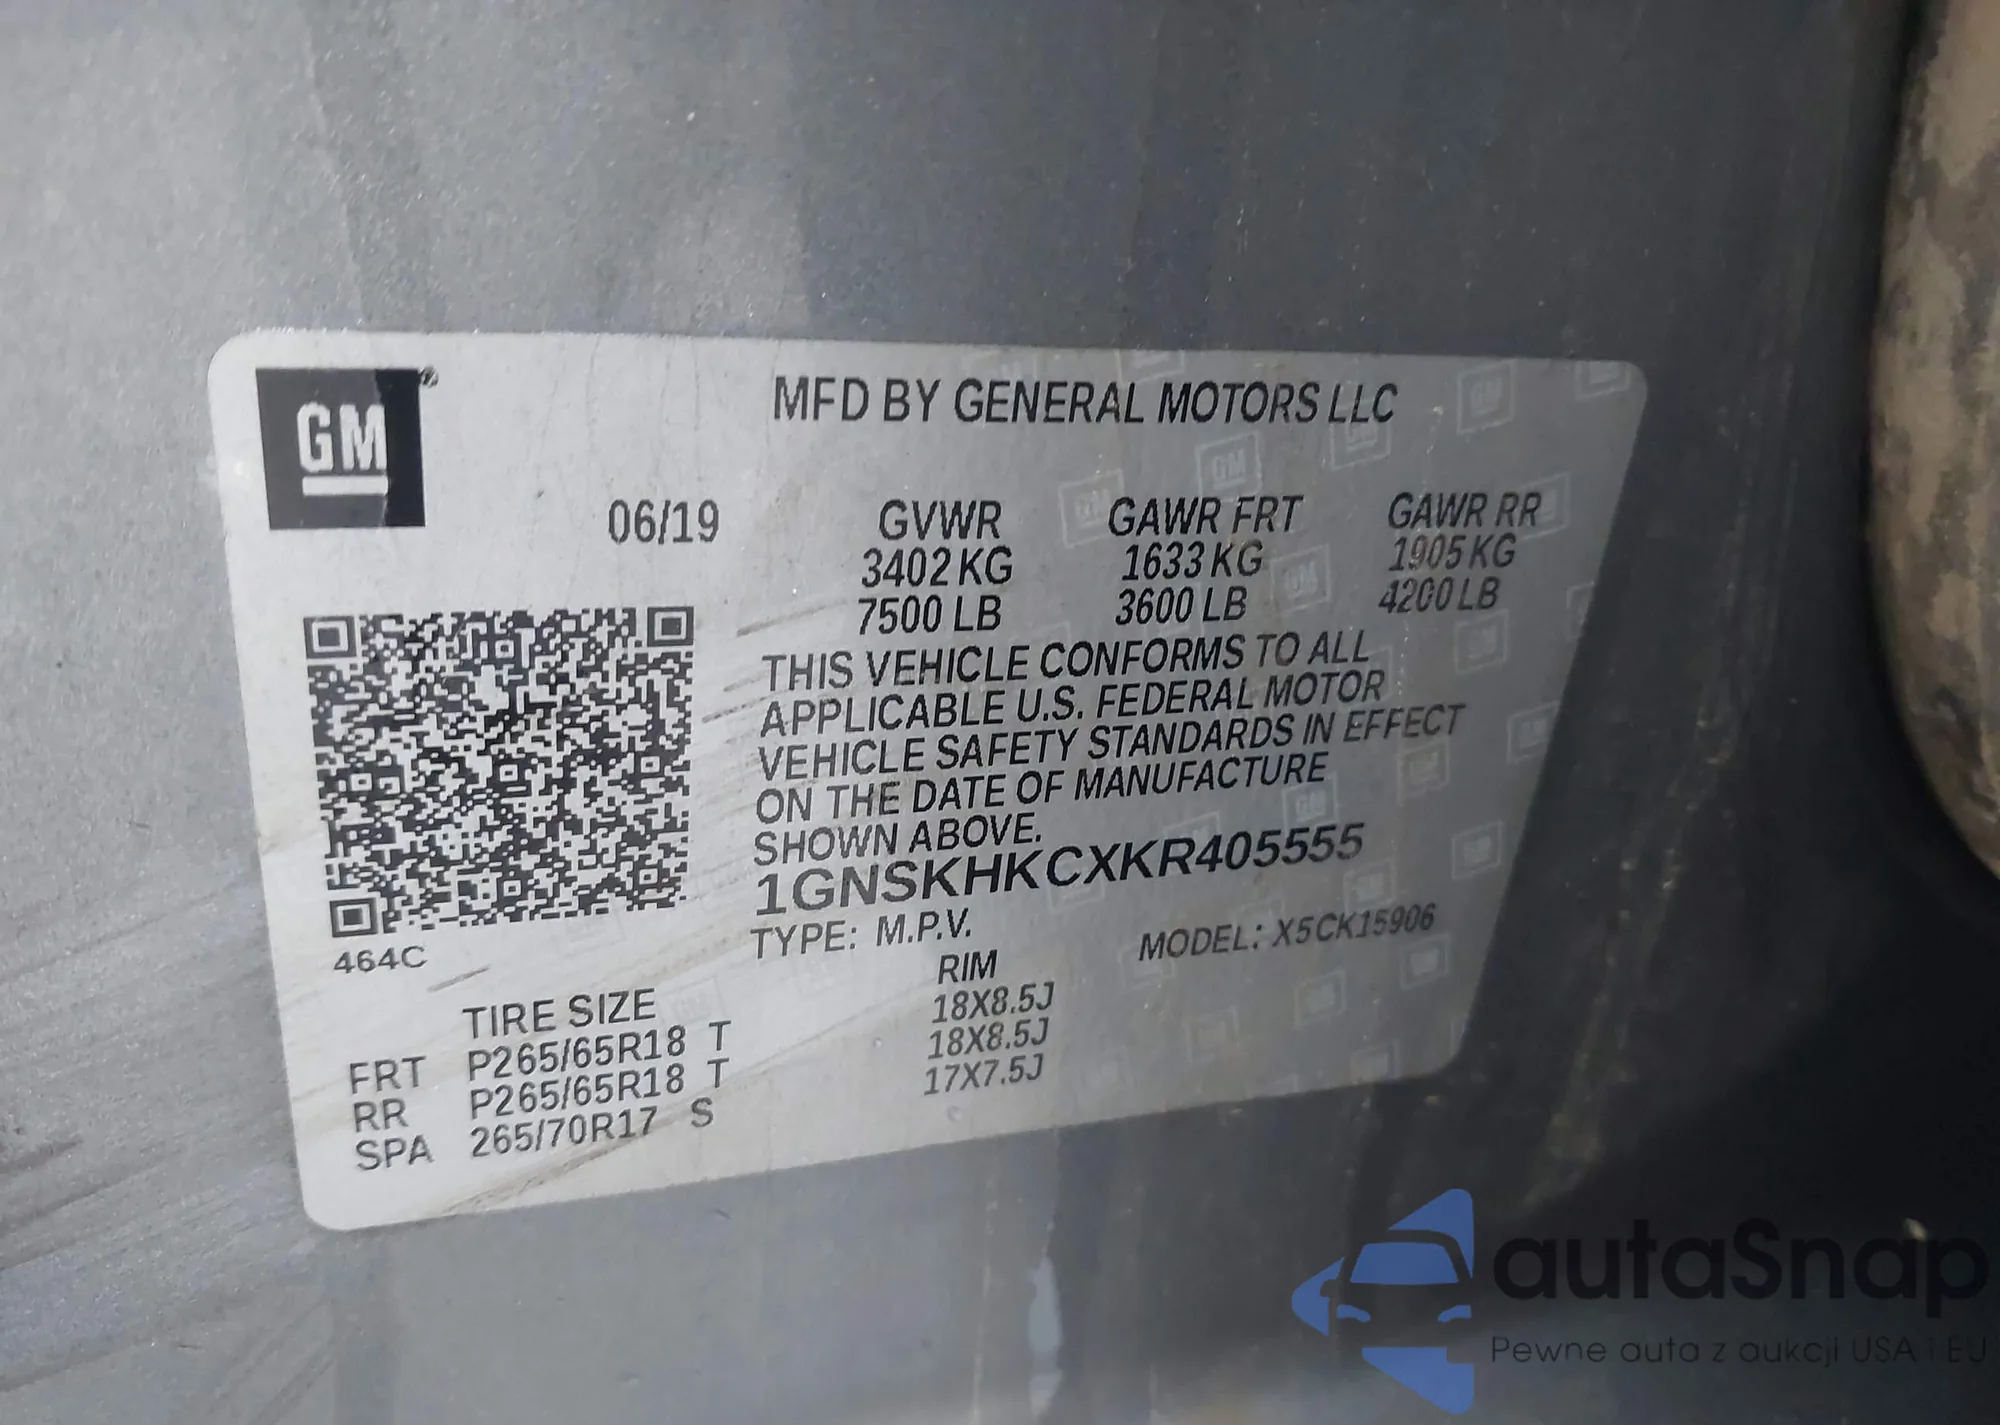 GM®
MFD BY GENERAL MOTORS LLC
06/19 GVWR GAWR FRT GAWR RR
3402 KG 1633 KG 1905 KG
7500 LB 3600 LB 4200 LB
THIS VEHICLE CONFORMS TO ALL
APPLICABLE U.S. FEDERAL MOTOR
VEHICLE SAFETY STANDARDS IN EFFECT
ON THE DATE OF MANUFACTURE
SHOWN ABOVE.
1GNSKHKCXKR405555
TYPE: M.P.V. MODEL: X5CK15906
464C
TIRE SIZE RIM
FRT P265/65R18 T 18X8.5J
RR P265/65R18 T 18X8.5J
SPA 265/70R17 S 17X7.5J
autaSnap
Pewne auta z aukcji USA i EU